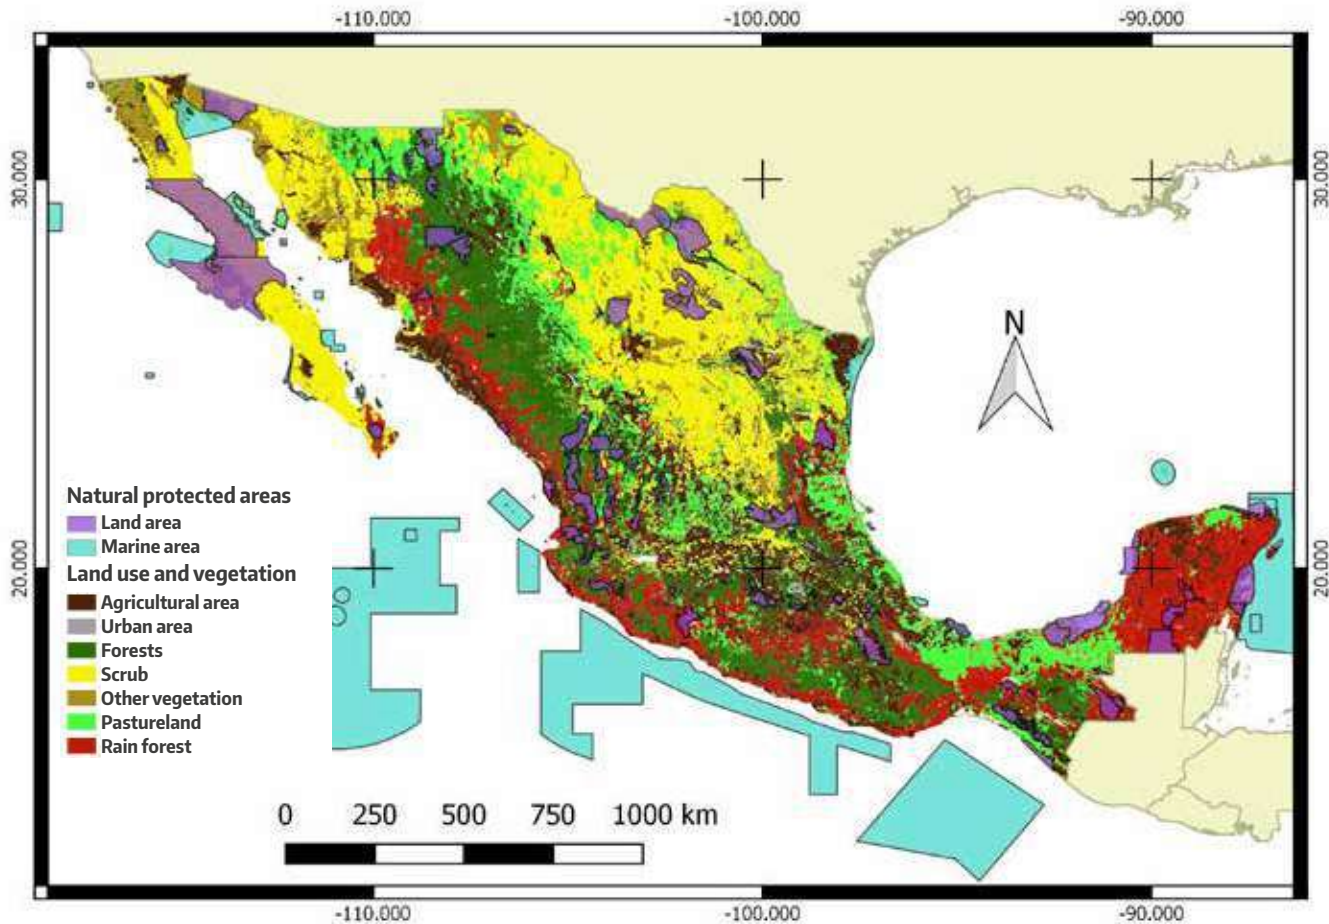 -110.000 -100.000 -90.000
30.000 30.000
N
Natural protected areas
Land area
Marine area
Land use and vegetation
Agricultural area
Urban area
Forests
Scrub
Other vegetation
Pastureland
Rain forest
20.000 20.000
0 250 500 750 1000 km
-110.000 -100.000 -90.000